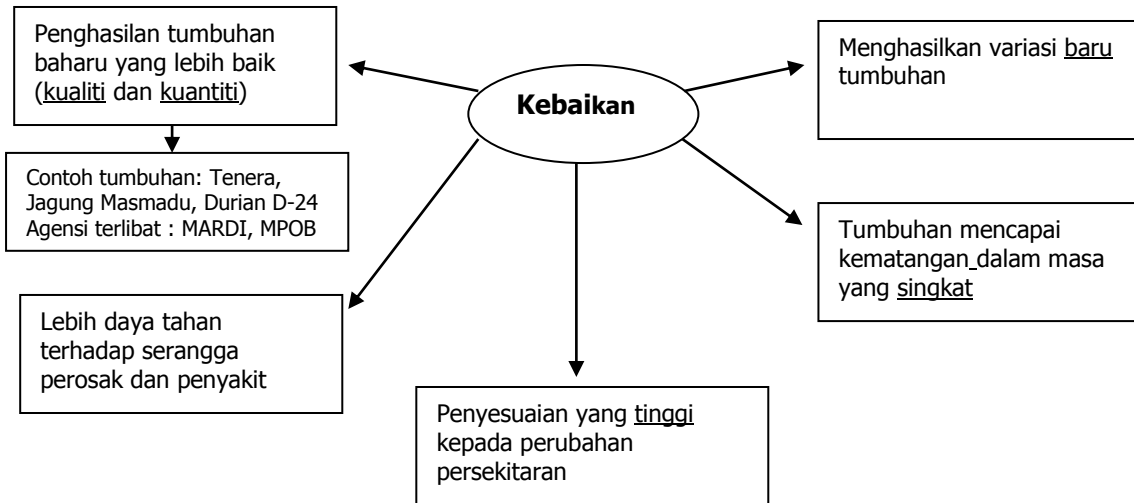 Penghasilan tumbuhan
baharu yang lebih baik
(kualiti dan kuantiti)
Kebaikan
Menghasilkan variasi baru
tumbuhan
Contoh tumbuhan: Tenera,
Jagung Masmadu, Durian D-24
Agensi terlibat : MARDI, MPOB
Tumbuhan mencapai
kematangan dalam masa
yang singkat
Lebih daya tahan
terhadap serangga
perosak dan penyakit
Penyesuaian yang tinggi
kepada perubahan
persekitaran